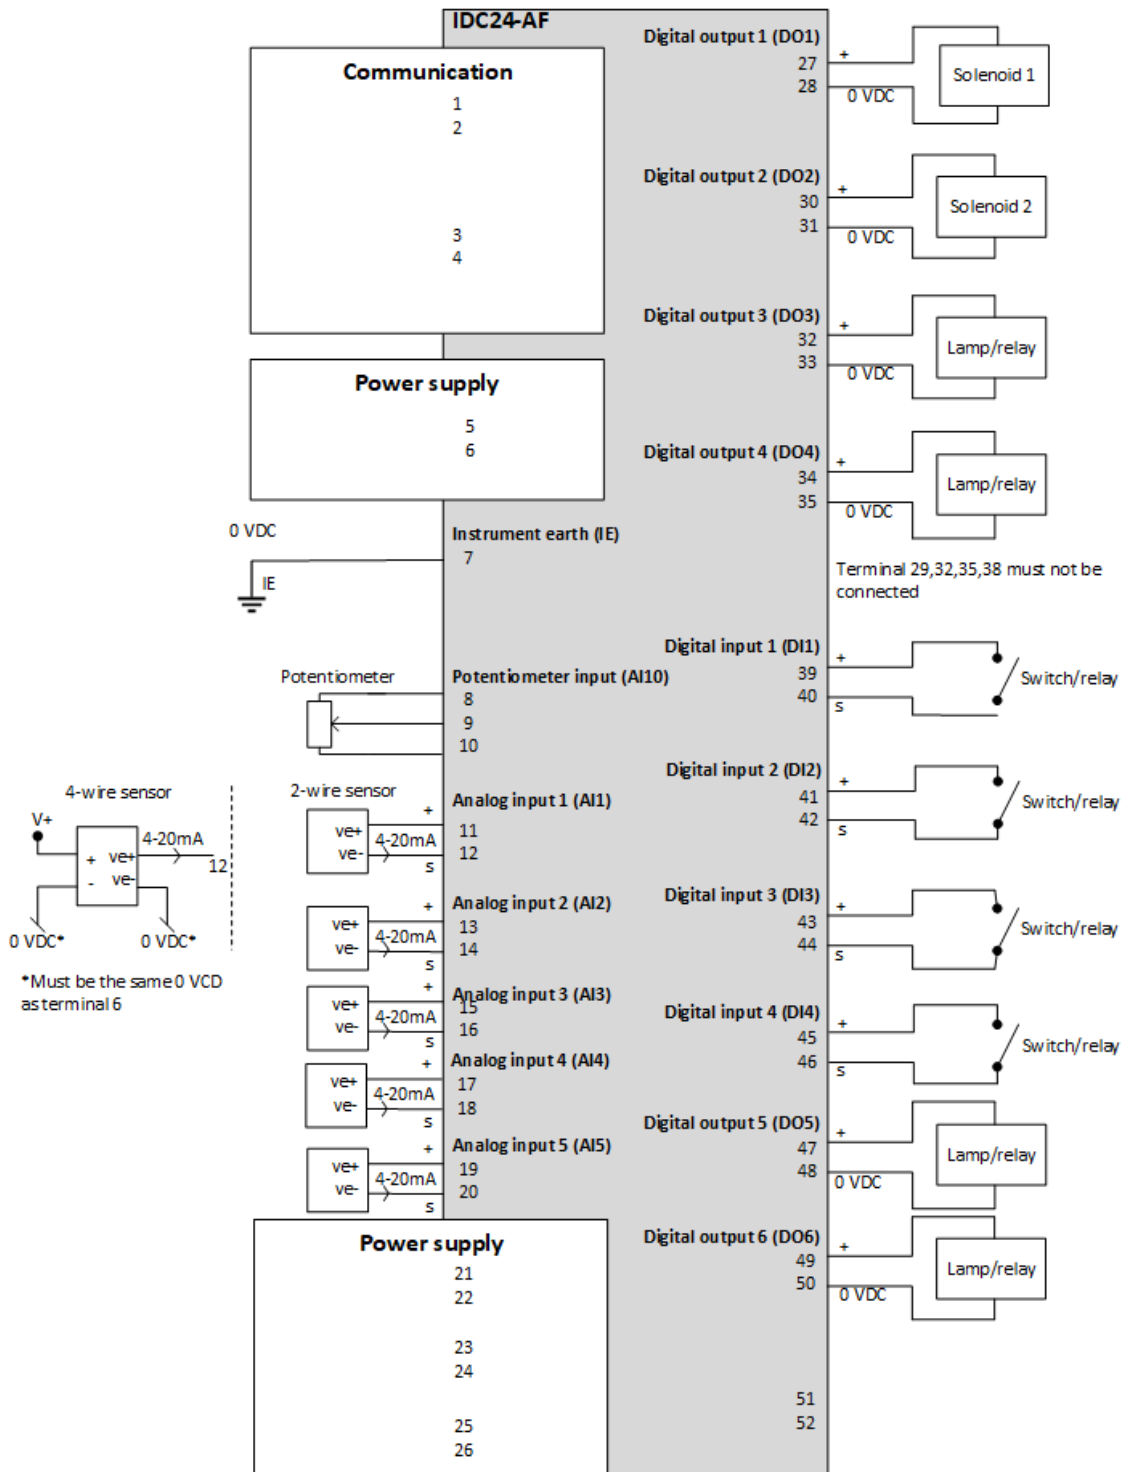 IDC24-AF
Communication
1
2
3
4
Power supply
5
6
0 VDC
Instrument earth (IE)
7
IE
Potentiometer
Potentiometer input (AI10)
8
9
10
4-wire sensor
V+
+
-
ve+
ve-
4-20mA
12
0 VDC*
0 VDC*
*Must be the same 0 VCD
as terminal 6
2-wire sensor
Analog input 1 (AI1)
ve+
ve-
+
4-20mA
s
11
12
Analog input 2 (AI2)
ve+
ve-
+
4-20mA
s
13
14
Analog input 3 (AI3)
ve+
ve-
+
4-20mA
s
15
16
Analog input 4 (AI4)
ve+
ve-
+
4-20mA
s
17
18
Analog input 5 (AI5)
ve+
ve-
+
4-20mA
s
19
20
Power supply
21
22
23
24
25
26
Digital output 1 (DO1)
27
28
+
0 VDC
Solenoid 1
Digital output 2 (DO2)
30
31
+
0 VDC
Solenoid 2
Digital output 3 (DO3)
32
33
+
0 VDC
Lamp/relay
Digital output 4 (DO4)
34
35
+
0 VDC
Lamp/relay
Terminal 29,32,35,38 must not be
connected
Digital input 1 (DI1)
39
40
+
s
Switch/relay
Digital input 2 (DI2)
41
42
+
s
Switch/relay
Digital input 3 (DI3)
43
44
+
s
Switch/relay
Digital input 4 (DI4)
45
46
+
s
Switch/relay
Digital output 5 (DO5)
47
48
+
0 VDC
Lamp/relay
Digital output 6 (DO6)
49
50
+
0 VDC
Lamp/relay
51
52